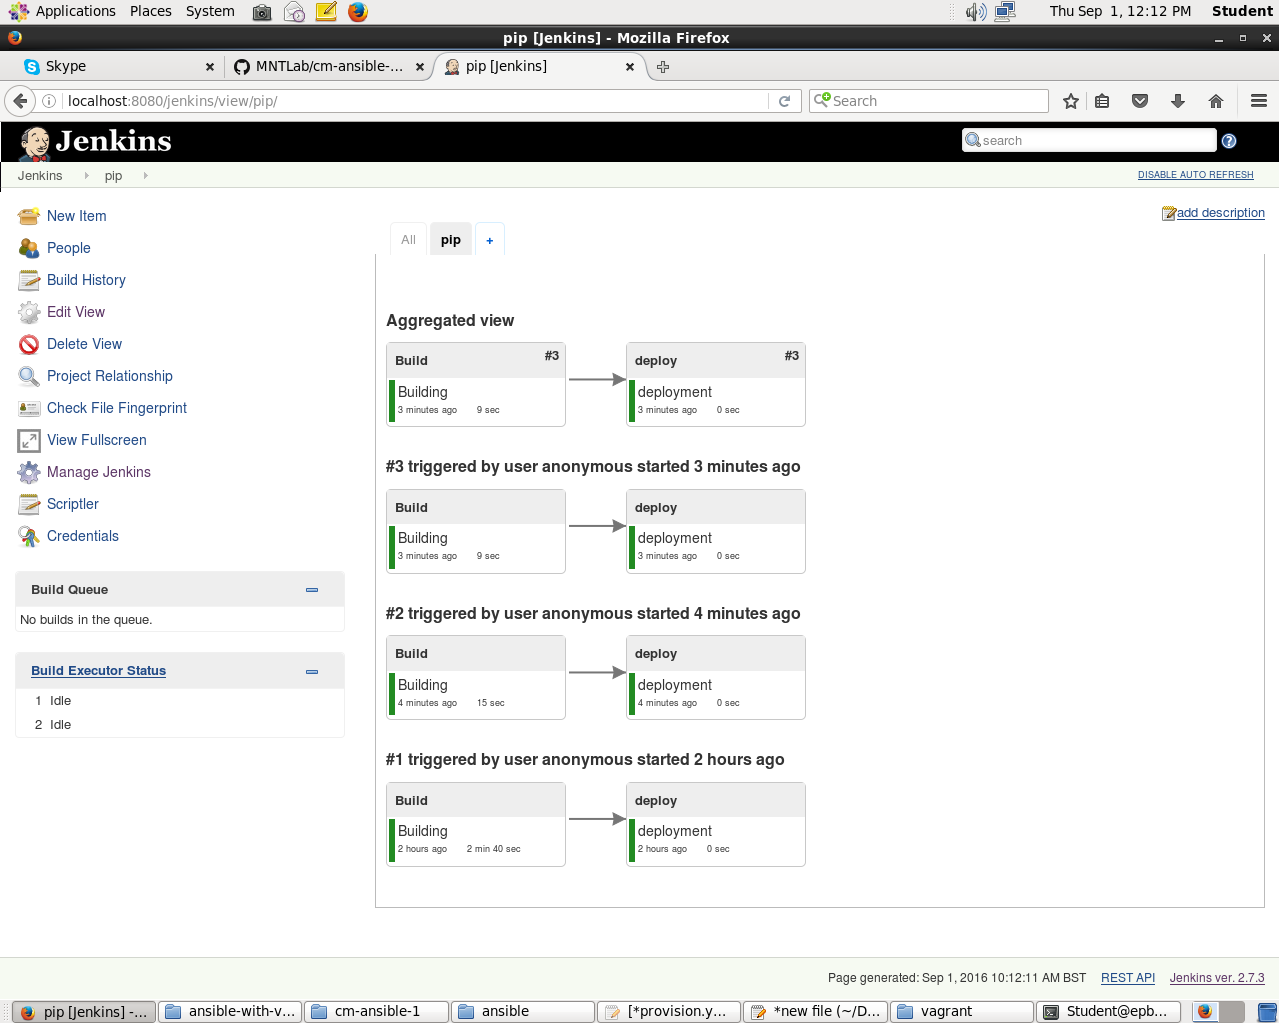 Applications Places System Thu Sep 1, 12:12 PM Student
pip [Jenkins] - Mozilla Firefox
Skype MNTLab/cm-ansible-... pip [Jenkins]
localhost:8080/jenkins/view/pip/ Search
Jenkins search
Jenkins pip DISABLE AUTO REFRESH
add description
New Item
People
Build History
Edit View
Delete View
Project Relationship
Check File Fingerprint
View Fullscreen
Manage Jenkins
Scriptler
Credentials
Build Queue
No builds in the queue.
Build Executor Status
1 Idle
2 Idle
All pip +
Aggregated view
Build #3 deploy #3
Building deployment
3 minutes ago 9 sec 3 minutes ago 0 sec
#3 triggered by user anonymous started 3 minutes ago
Build deploy
Building deployment
3 minutes ago 9 sec 3 minutes ago 0 sec
#2 triggered by user anonymous started 4 minutes ago
Build deploy
Building deployment
4 minutes ago 15 sec 4 minutes ago 0 sec
#1 triggered by user anonymous started 2 hours ago
Build deploy
Building deployment
2 hours ago 2 min 40 sec 2 hours ago 0 sec
Page generated: Sep 1, 2016 10:12:11 AM BST REST API Jenkins ver. 2.7.3
pip [Jenkins] -... ansible-with-v... cm-ansible-1 ansible [*provision.y... *new file (~/D... vagrant Student@epb...